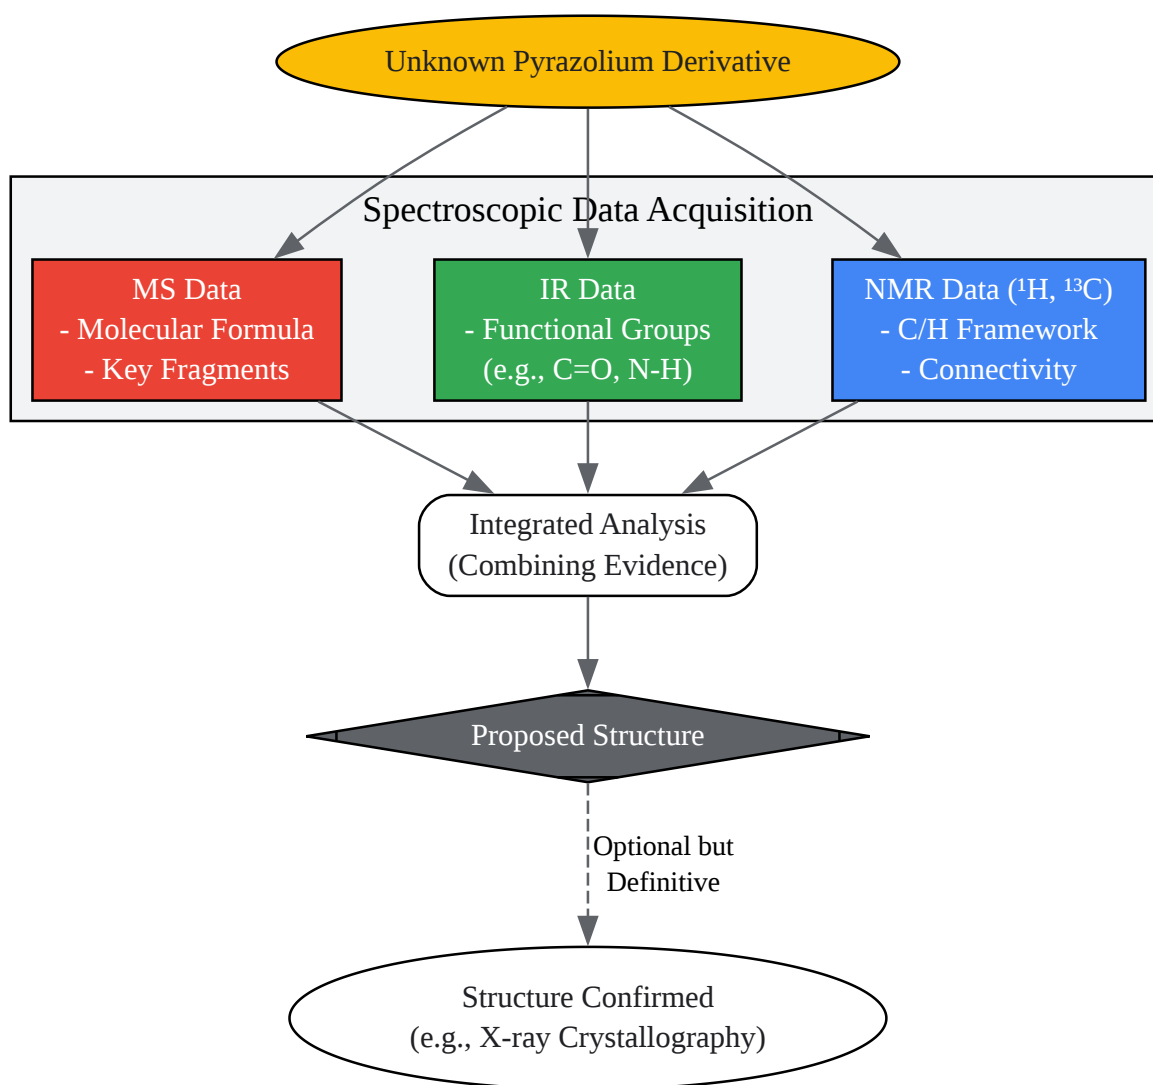 Unknown Pyrazolium Derivative
Spectroscopic Data Acquisition
MS Data
- Molecular Formula
- Key Fragments
IR Data
- Functional Groups
(e.g., C=O, N-H)
NMR Data (¹H, ¹³C)
- C/H Framework
- Connectivity
Integrated Analysis
(Combining Evidence)
Proposed Structure
Optional but
Definitive
Structure Confirmed
(e.g., X-ray Crystallography)